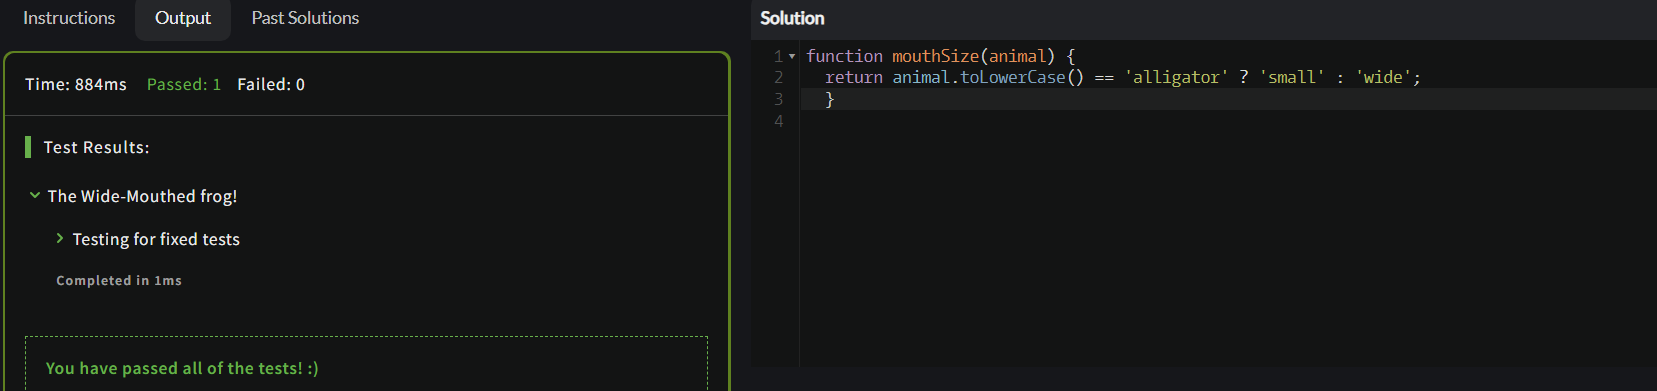 Instructions Output Past Solutions
Time: 884ms Passed: 1 Failed: 0
Test Results:
The Wide-Mouthed frog!
Testing for fixed tests
Completed in 1ms
You have passed all of the tests! :)
Solution
1 function mouthSize(animal) {
2 return animal.toLowerCase() == 'alligator' ? 'small' : 'wide';
3 }
4